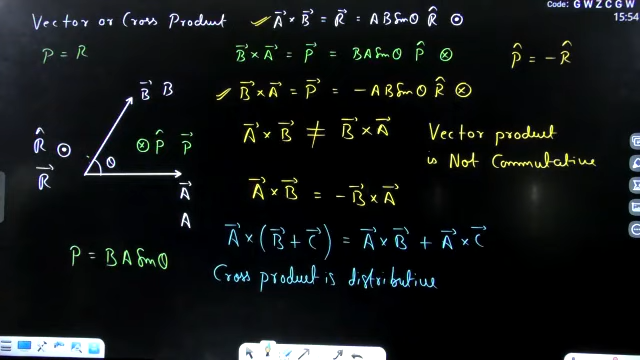 Code: GWZCGW
15:54
Vector or Cross Product ✓ A⃗ × B⃗ = R⃗ = AB Sinθ R̂ ⊙
P = R
B⃗ × A⃗ = P⃗ = BA Sinθ P̂ ⊗
P̂ = −R̂
B⃗ B
✓ B⃗ × A⃗ = P⃗ = −AB Sinθ R̂ ⊗
R̂ ⊙
θ
⊗ P̂ P⃗
R⃗
A⃗
A
A⃗ × B⃗ ≠ B⃗ × A⃗
Vector product
is Not Commutative
A⃗ × B⃗ = −B⃗ × A⃗
A⃗ × (B⃗ + C⃗) = A⃗ × B⃗ + A⃗ × C⃗
P = BA Sinθ
Cross product is distributive